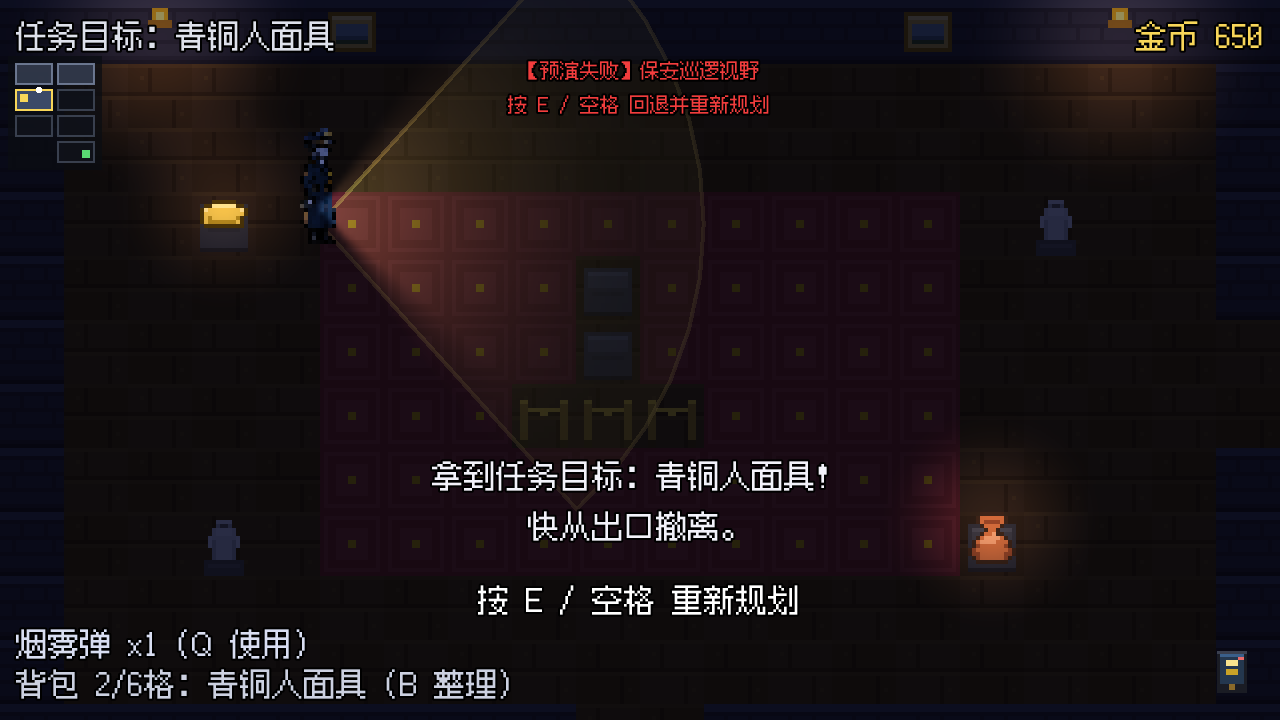 任务目标：青铜人面具
金币 650
【预演失败】保安巡逻视野
按 E / 空格 回退并重新规划
拿到任务目标：青铜人面具！
快从出口撤离。
按 E / 空格 重新规划
烟雾弹 x1（Q 使用）
背包 2/6格：青铜人面具（B 整理）